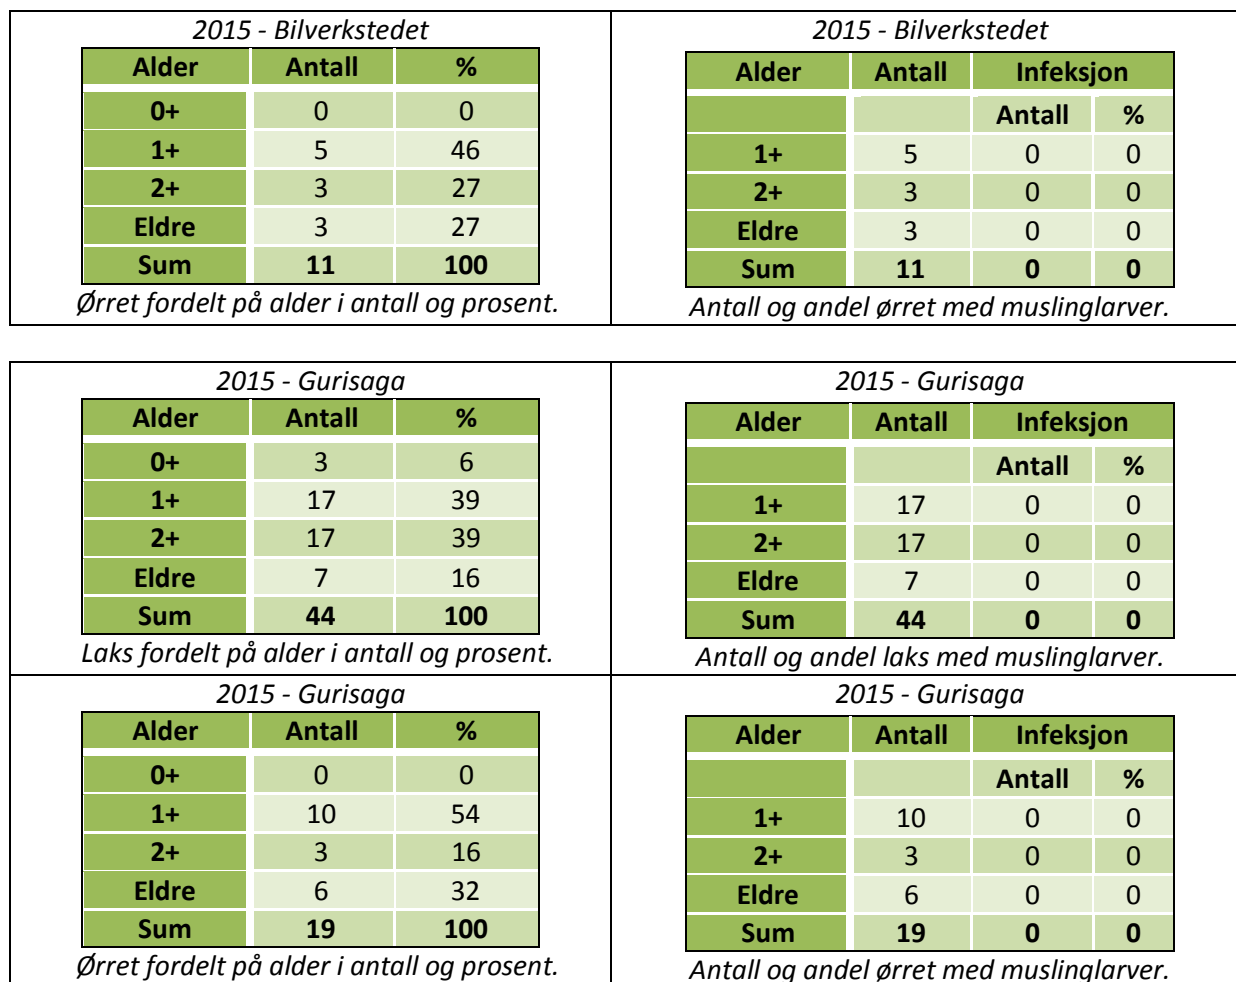 2015 - Bilverkstedet
Alder Antall %
0+ 0 0
1+ 5 46
2+ 3 27
Eldre 3 27
Sum 11 100
Ørret fordelt på alder i antall og prosent.
2015 - Bilverkstedet
Alder Antall Infeksjon
Antall %
1+ 5 0 0
2+ 3 0 0
Eldre 3 0 0
Sum 11 0 0
Antall og andel ørret med muslinglarver.
2015 - Gurisaga
Alder Antall %
0+ 3 6
1+ 17 39
2+ 17 39
Eldre 7 16
Sum 44 100
Laks fordelt på alder i antall og prosent.
2015 - Gurisaga
Alder Antall Infeksjon
Antall %
1+ 17 0 0
2+ 17 0 0
Eldre 7 0 0
Sum 44 0 0
Antall og andel laks med muslinglarver.
2015 - Gurisaga
Alder Antall %
0+ 0 0
1+ 10 54
2+ 3 16
Eldre 6 32
Sum 19 100
Ørret fordelt på alder i antall og prosent.
2015 - Gurisaga
Alder Antall Infeksjon
Antall %
1+ 10 0 0
2+ 3 0 0
Eldre 6 0 0
Sum 19 0 0
Antall og andel ørret med muslinglarver.